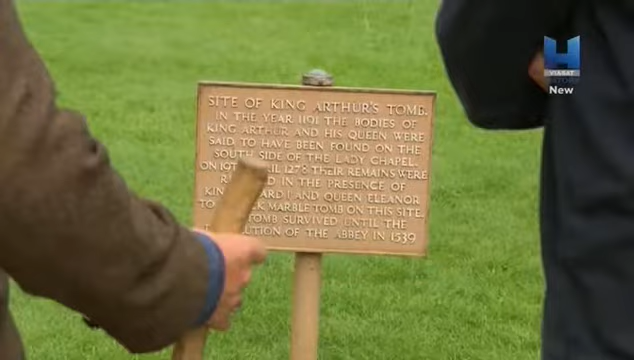 SITE OF KING ARTHUR'S TOMB.
IN THE YEAR 1191 THE BODIES OF
KING ARTHUR AND HIS QUEEN WERE
SAID TO HAVE BEEN FOUND ON THE
SOUTH SIDE OF THE LADY CHAPEL.
ON 1278 THEIR REMAINS WERE
IN THE PRESENCE OF
I AND QUEEN ELEANOR
MARBLE TOMB ON THIS SITE.
TOMB SURVIVED UNTIL THE
OF THE ABBEY IN 1539
H
VIASAT
HISTORY
New